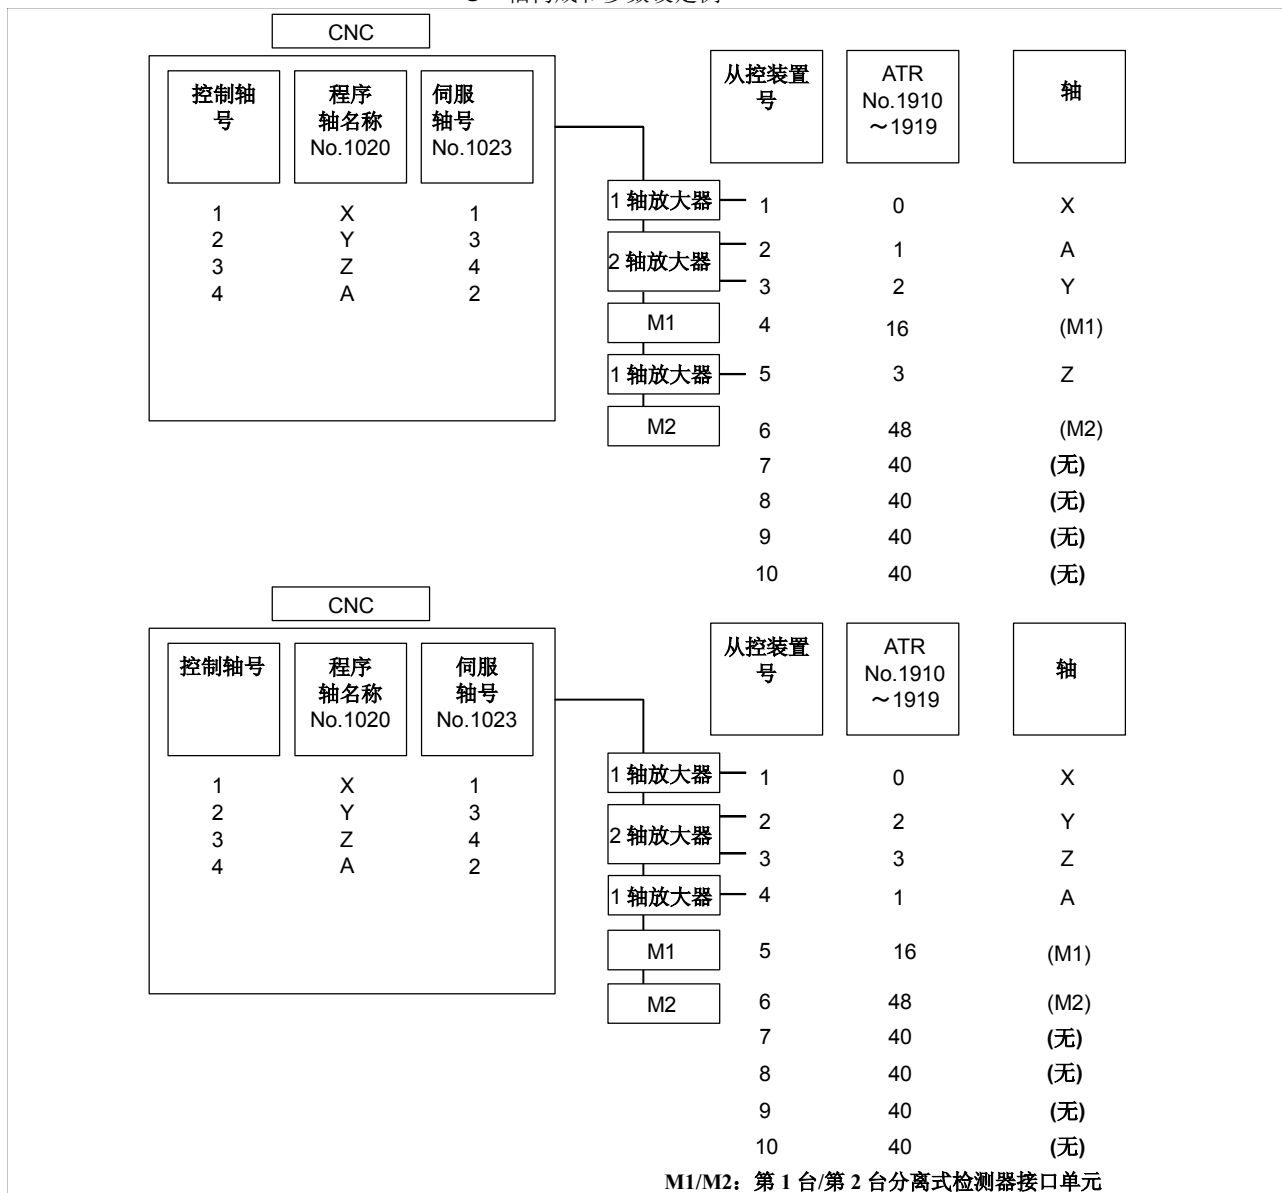 CNC
控制轴
号
程序
轴名称
No.1020
伺服
轴号
No.1023
从控装置
号
ATR
No.1910
～1919
轴
1 X 1
2 Y 3
3 Z 4
4 A 2
1 轴放大器 1 0 X
2 轴放大器
2 1 A
3 2 Y
M1 4 16 (M1)
1 轴放大器 5 3 Z
M2 6 48 (M2)
7 40 (无)
8 40 (无)
9 40 (无)
10 40 (无)
CNC
控制轴号
程序
轴名称
No.1020
伺服
轴号
No.1023
从控装置
号
ATR
No.1910
～1919
轴
1 X 1
2 Y 3
3 Z 4
4 A 2
1 轴放大器 1 0 X
2 轴放大器
2 2 Y
3 3 Z
1 轴放大器 4 1 A
M1 5 16 (M1)
M2 6 48 (M2)
7 40 (无)
8 40 (无)
9 40 (无)
10 40 (无)
M1/M2：第 1 台/第 2 台分离式检测器接口单元